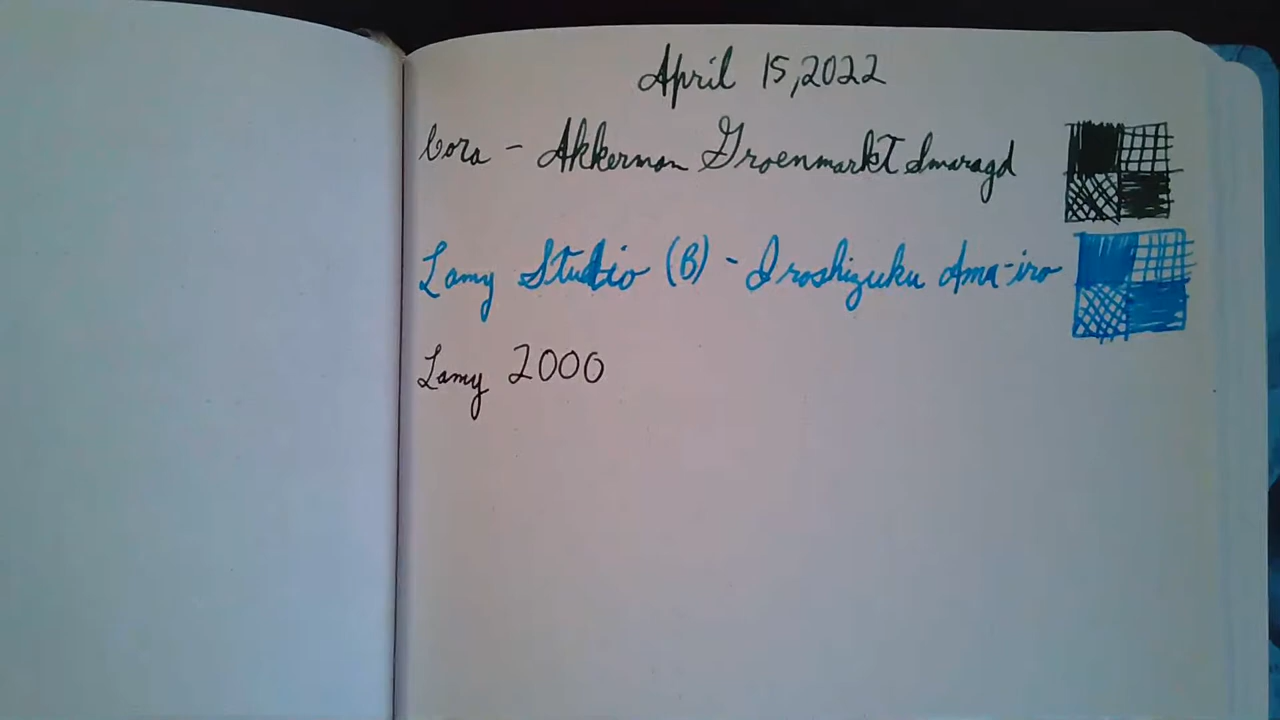 April 15, 2022
Cora - Akkerman Groenmarkt Smaragd
Lamy Studio (B) - Iroshizuku Ama-iro
Lamy 2000